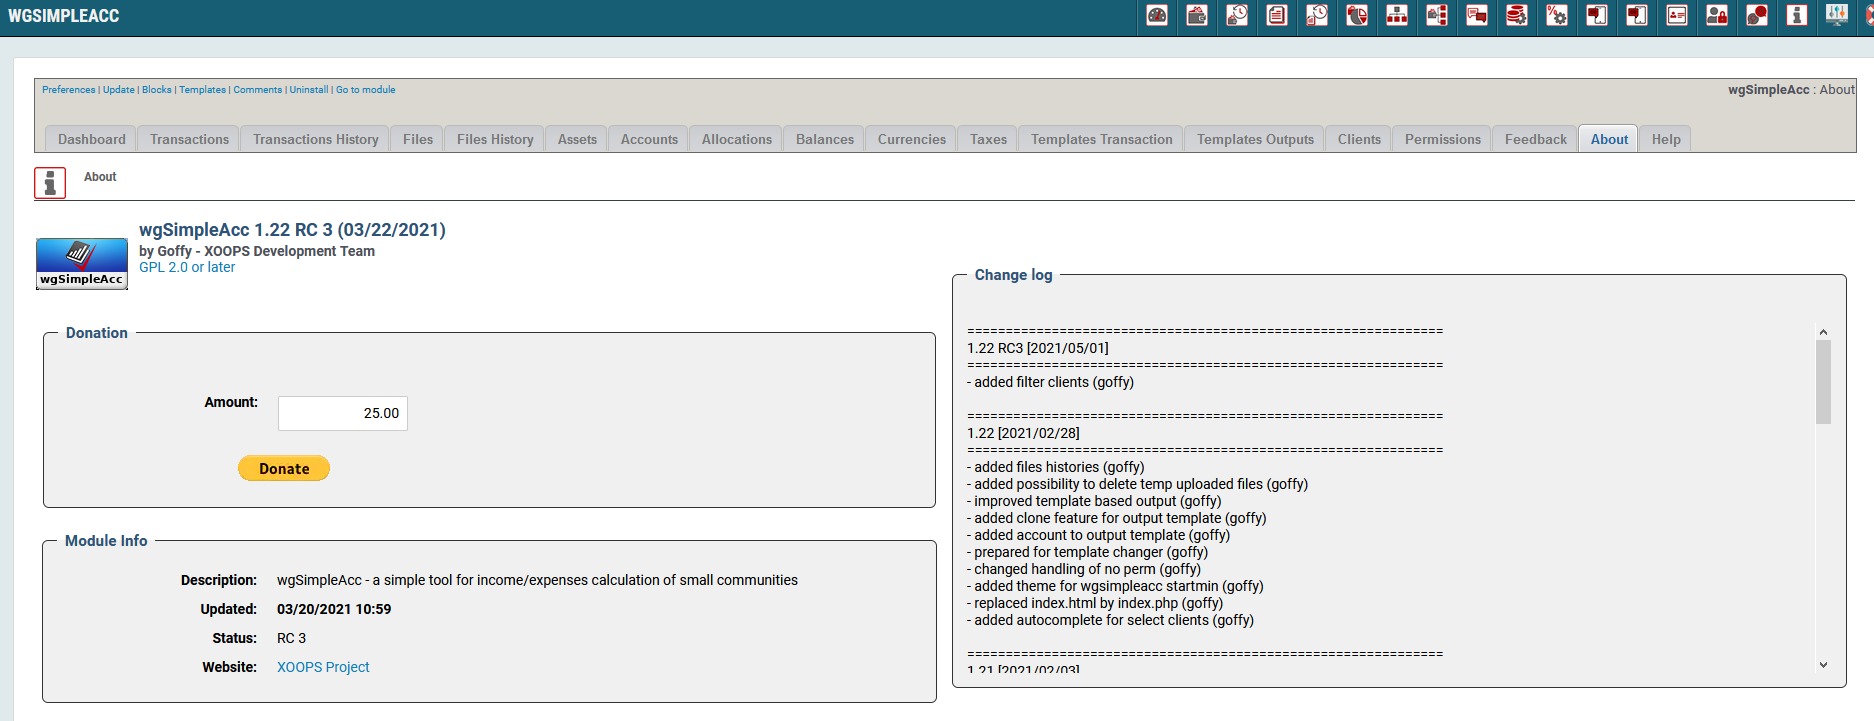 WGSIMPLEACC
Preferences | Update | Blocks | Templates | Comments | Uninstall | Go to module
wgSimpleAcc : About
Dashboard Transactions Transactions History Files Files History Assets Accounts Allocations Balances Currencies Taxes Templates Transaction Templates Outputs Clients Permissions Feedback About Help
About
wgSimpleAcc 1.22 RC 3 (03/22/2021)
by Goffy - XOOPS Development Team
GPL 2.0 or later
wgSimpleAcc
Donation
Amount: 25.00
Donate
Module Info
Description: wgSimpleAcc - a simple tool for income/expenses calculation of small communities
Updated: 03/20/2021 10:59
Status: RC 3
Website: XOOPS Project
Change log
==============================================================
1.22 RC3 [2021/05/01]
==============================================================
- added filter clients (goffy)
==============================================================
1.22 [2021/02/28]
==============================================================
- added files histories (goffy)
- added possibility to delete temp uploaded files (goffy)
- improved template based output (goffy)
- added clone feature for output template (goffy)
- added account to output template (goffy)
- prepared for template changer (goffy)
- changed handling of no perm (goffy)
- added theme for wgsimpleacc startmin (goffy)
- replaced index.html by index.php (goffy)
- added autocomplete for select clients (goffy)
==============================================================
1.21 [2021/02/03]